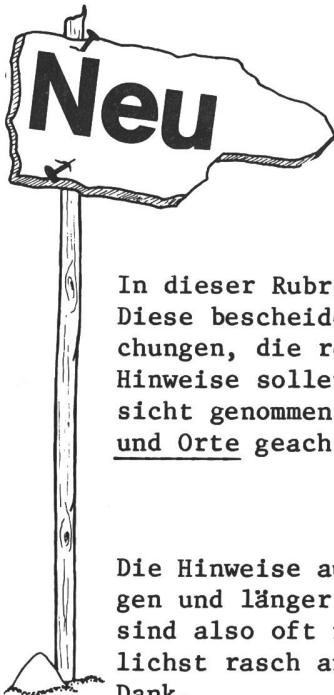 Neu
In dieser Rubr
Diese bescheid
chungen, die r
Hinweise solle
sicht genommen
und Orte geach
Die Hinweise a
gen und länger
sind also oft
lichst rasch a
Dank.